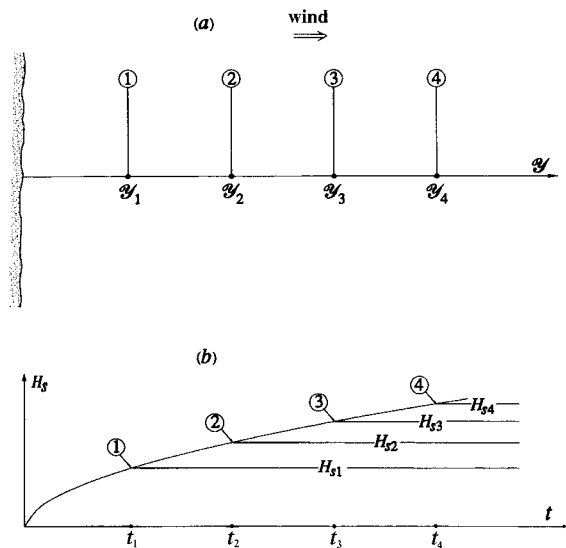 (a)
wind
① ② ③ ④
𝒴₁ 𝒴₂ 𝒴₃ 𝒴₄ 𝒴
(b)
Hₛ
④
③
②
①
Hₛ₄
Hₛ₃
Hₛ₂
Hₛ₁
t
t₁ t₂ t₃ t₄